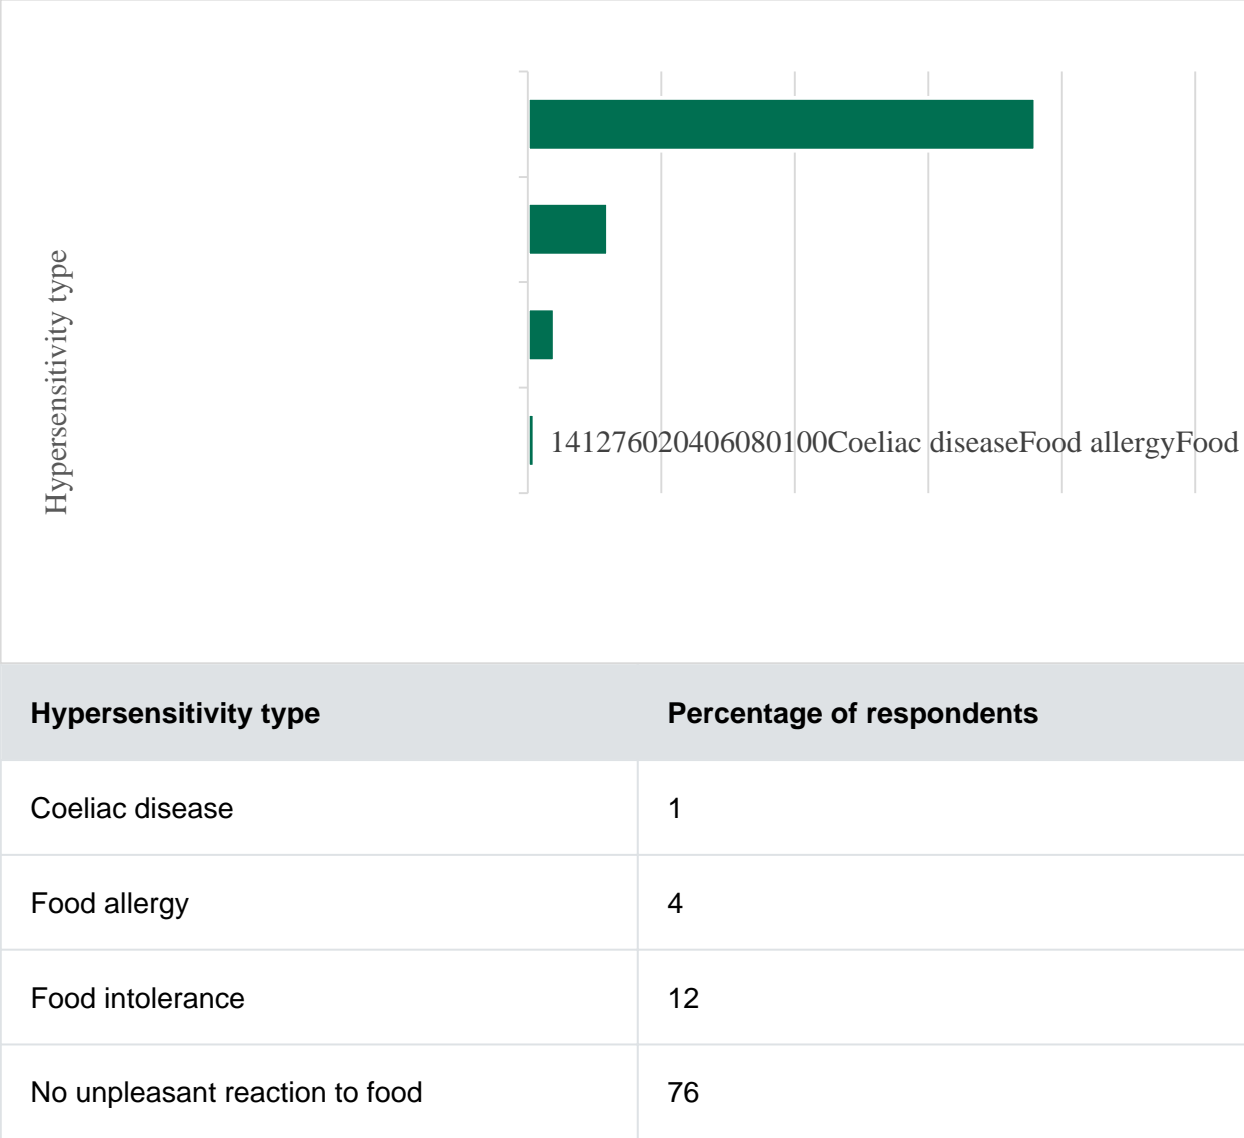 Hypersensitivity type
141276020406080100Coeliac diseaseFood allergyFood
Hypersensitivity type Percentage of respondents
Coeliac disease 1
Food allergy 4
Food intolerance 12
No unpleasant reaction to food 76